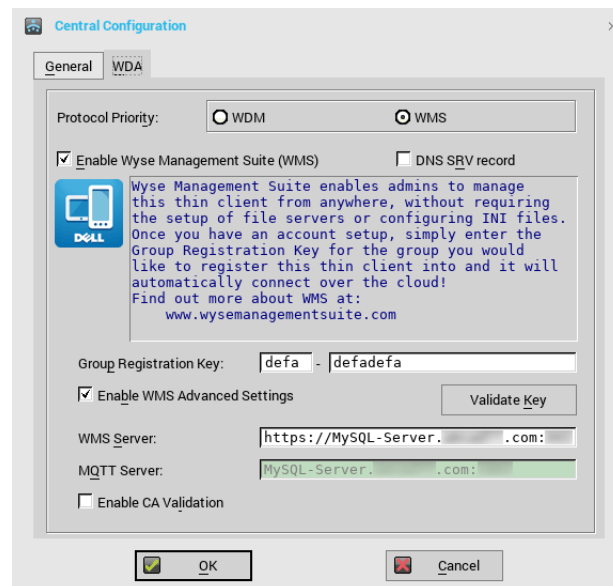 Central Configuration
General WDA
Protocol Priority: WDM WMS
Enable Wyse Management Suite (WMS) DNS SRV record
Wyse Management Suite enables admins to manage
this thin client from anywhere, without requiring
the setup of file servers or configuring INI files.
Once you have an account setup, simply enter the
Group Registration Key for the group you would
like to register this thin client into and it will
automatically connect over the cloud!
Find out more about WMS at:
www.wysemanagementsuite.com
DELL
Group Registration Key: defa - defadefa
Enable WMS Advanced Settings Validate Key
WMS Server: https://MySQL-Server. .com:
MQTT Server: MySQL-Server. .com:
Enable CA Validation
OK Cancel